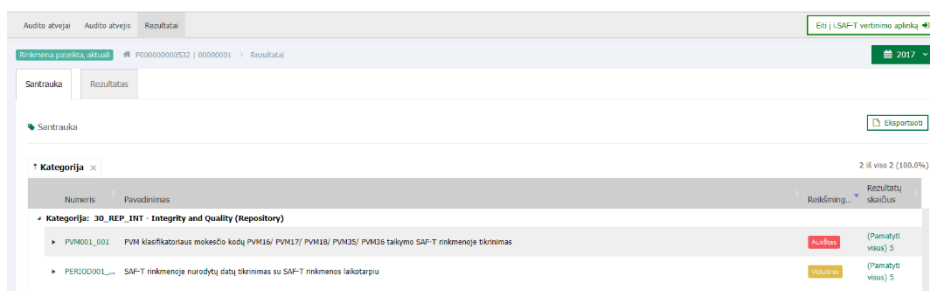 Audito atvejai Audito atvejis Rezultatai Eiti į i.SAF-T vertinimo aplinką
Rinkmena pateikta, aktuali P000000000532 | 00000001 > Rezultatai 2017
Santrauka Rezultatas
Santrauka Eksportuoti
↑ Kategorija × 2 iš viso 2 (100.0%)
Numeris Pavadinimas Reikšming... Rezultatų skaičius
Kategorija: 30_REP_INT - Integrity and Quality (Repository)
PVM001_001 PVM klasifikatoriaus mokesčio kodų PVM16/ PVM17/ PVM18/ PVM35/ PVM36 taikymo SAF-T rinkmenoje tikrinimas Aukštas (Pamatyti visus) 5
PERIOD001_... SAF-T rinkmenoje nurodytų datų tikrinimas su SAF-T rinkmenos laikotarpiu Vidutinis (Pamatyti visus) 5